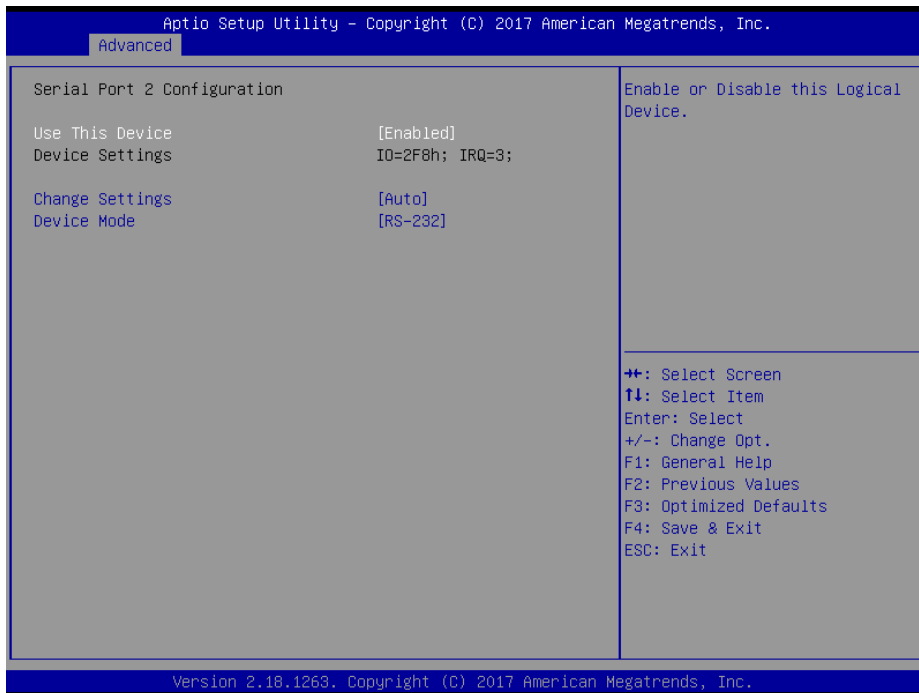 Aptio Setup Utility – Copyright (C) 2017 American Megatrends, Inc.
Advanced
Serial Port 2 Configuration
Use This Device [Enabled]
Device Settings IO=2F8h; IRQ=3;
Change Settings [Auto]
Device Mode [RS-232]
Enable or Disable this Logical
Device.
→←: Select Screen
↑↓: Select Item
Enter: Select
+/-: Change Opt.
F1: General Help
F2: Previous Values
F3: Optimized Defaults
F4: Save & Exit
ESC: Exit
Version 2.18.1263. Copyright (C) 2017 American Megatrends, Inc.